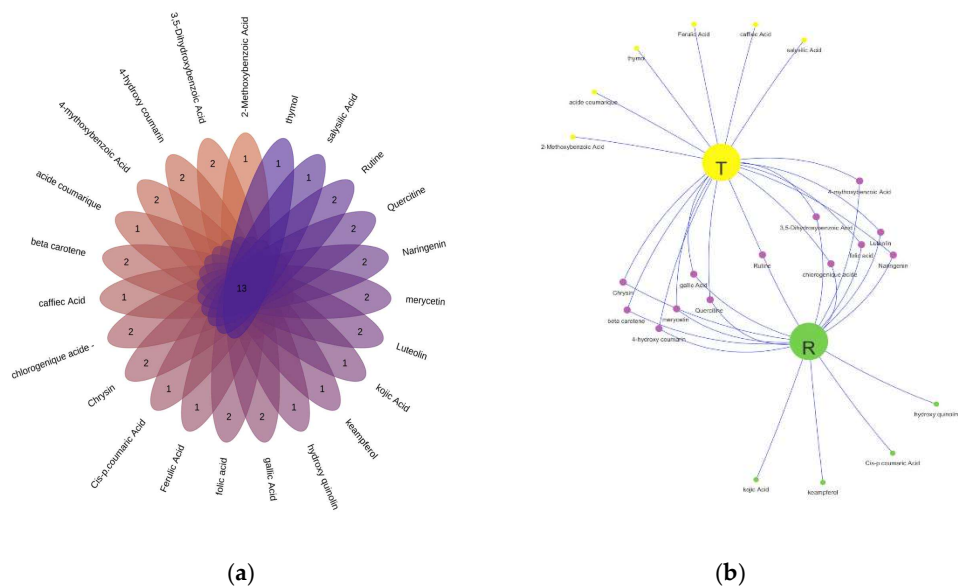 2-Methoxybenzoic Acid
thymol
salysilic Acid
Rutine
Quercitine
Naringenin
merycetin
Luteolin
kojic Acid
keampferol
hydroxy quinolin
gallic Acid
folic acid
Ferulic Acid
Cis-p.coumaric Acid
Chrysin
chlorogenique acide -
caffiec Acid
beta carotene
acide coumarique
4-mythoxybenzoic Acid
4-hydroxy coumarin
3,5-Dihydroxybenzoic Acid
1
1
1
2
2
2
2
2
1
1
1
2
2
1
1
2
2
1
2
1
2
2
2
13
(a)
Ferulic Acid
caffiec Acid
salysilic Acid
thymol
acide coumarique
2-Methoxybenzoic Acid
T
4-mythoxybenzoic Acid
3,5-Dihydroxybenzoic Acid
Luteolin
folic acid
Naringenin
Rutine
chlorogenique acide
gallic Acid
Chrysin
Quercitine
merycetin
beta carotene
4-hydroxy coumarin
R
hydroxy quinolin
Cis-p.coumaric Acid
kojic Acid
keampferol
(b)